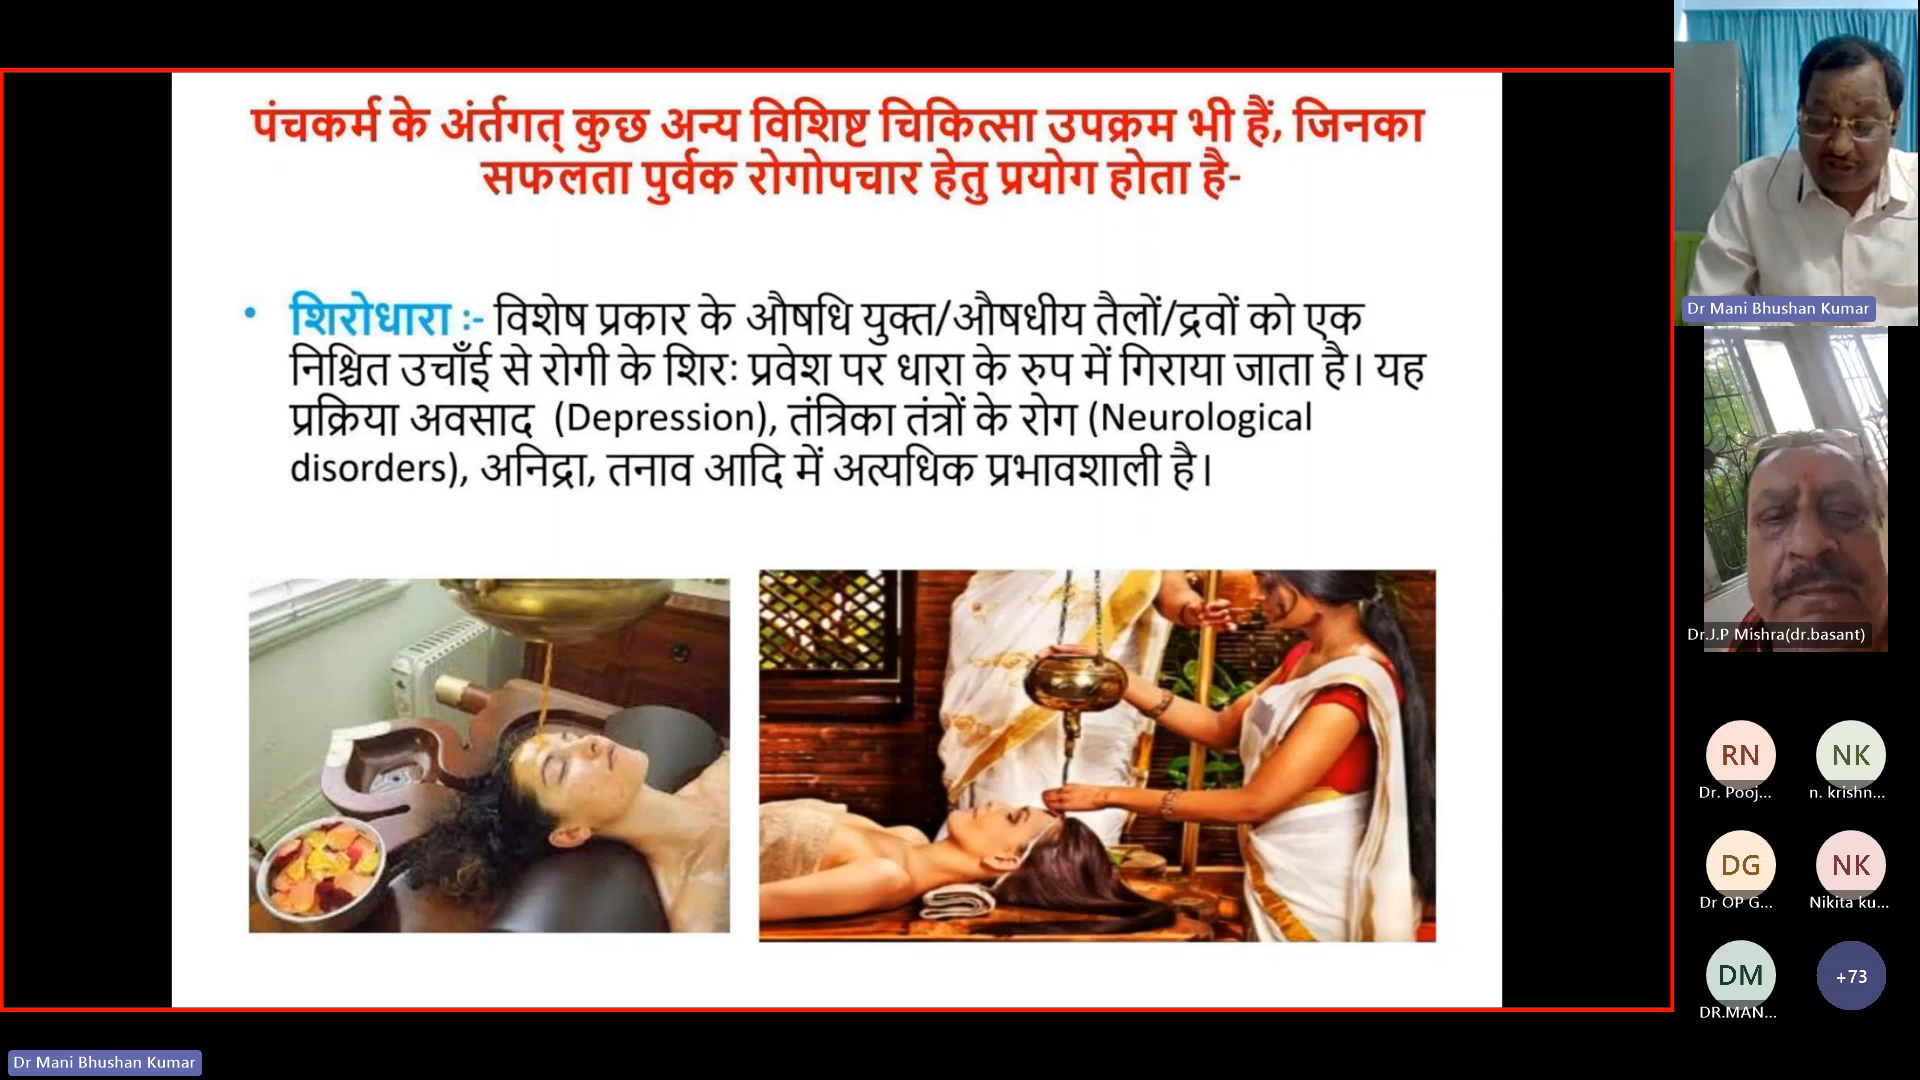 पंचकर्म के अंर्तगत् कुछ अन्य विशिष्ट चिकित्सा उपक्रम भी हैं, जिनका
सफलता पुर्वक रोगोपचार हेतु प्रयोग होता है-
• शिरोधारा :- विशेष प्रकार के औषधि युक्त/औषधीय तैलों/द्रवों को एक
निश्चित उचाँई से रोगी के शिरः प्रवेश पर धारा के रुप में गिराया जाता है। यह
प्रक्रिया अवसाद (Depression), तंत्रिका तंत्रों के रोग (Neurological
disorders), अनिद्रा, तनाव आदि में अत्यधिक प्रभावशाली है।
Dr Mani Bhushan Kumar
Dr.J.P Mishra(dr.basant)
RN
NK
Dr. Pooj...
n. krishn...
DG
NK
Dr OP G...
Nikita ku...
DM
+73
DR.MAN...
Dr Mani Bhushan Kumar